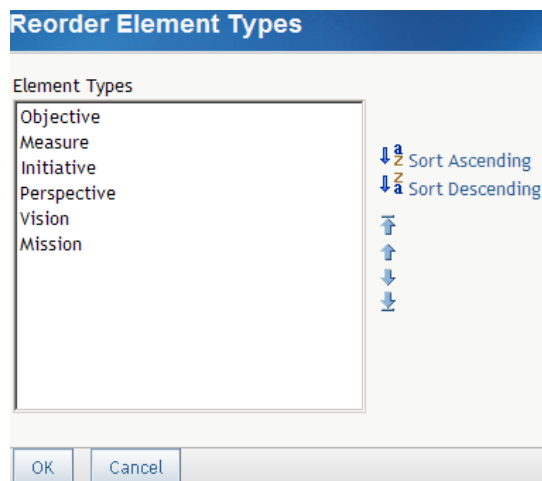 Reorder Element Types
Element Types
Objective
Measure
Initiative
Perspective
Vision
Mission
a
z Sort Ascending
z
a Sort Descending
OK Cancel